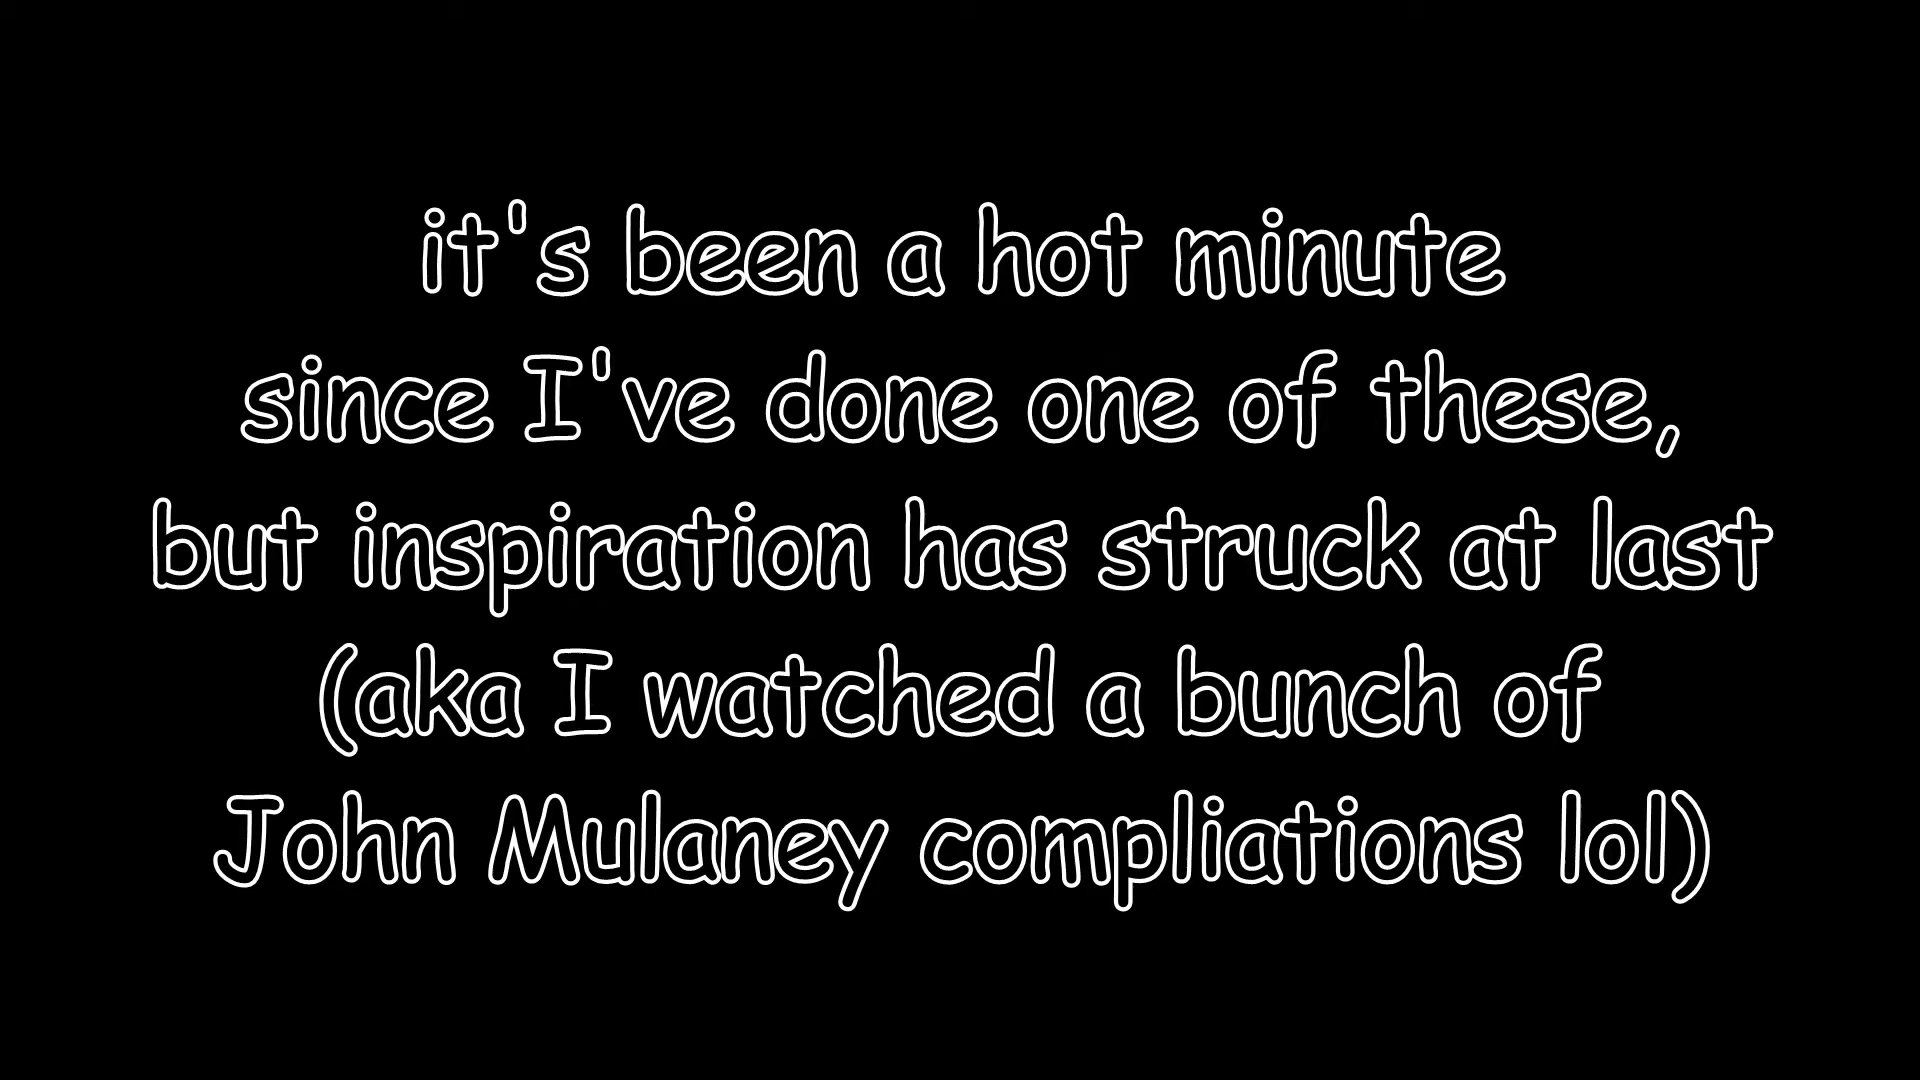 it's been a hot minute
since I've done one of these,
but inspiration has struck at last
(aka I watched a bunch of
John Mulaney compliations lol)